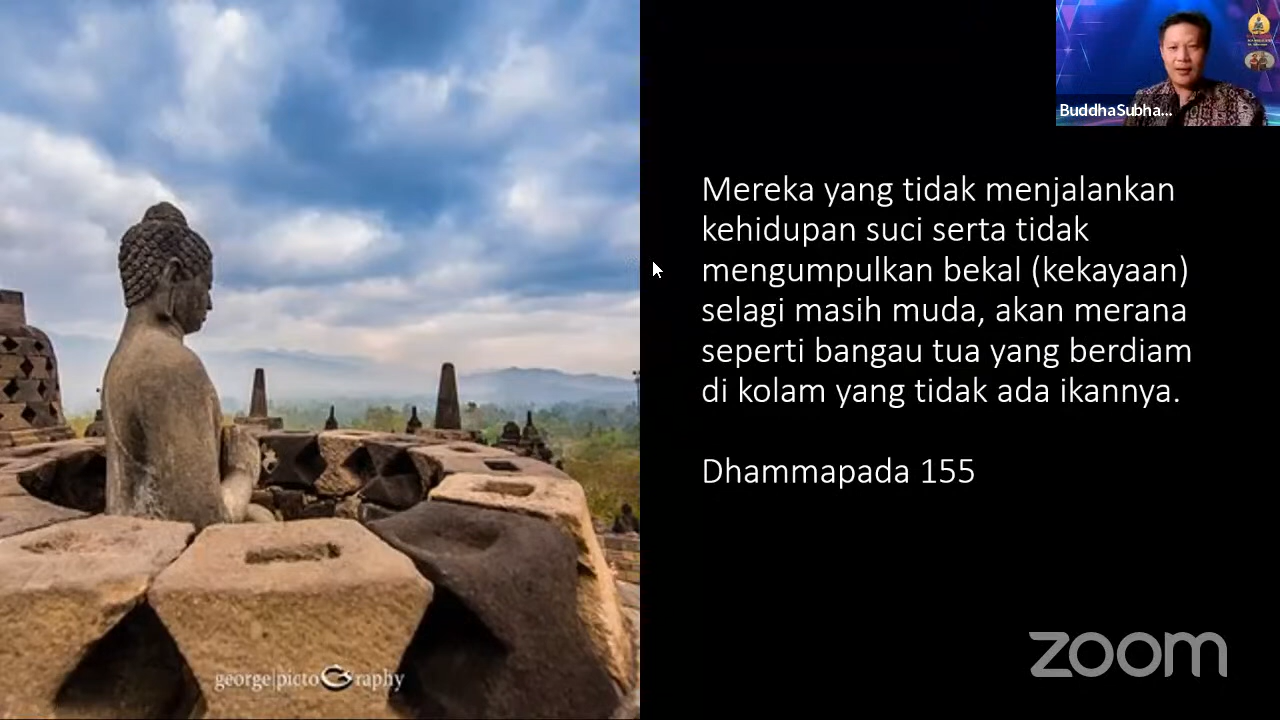 BuddhaSubha...
Mereka yang tidak menjalankan
kehidupan suci serta tidak
mengumpulkan bekal (kekayaan)
selagi masih muda, akan merana
seperti bangau tua yang berdiam
di kolam yang tidak ada ikannya.
Dhammapada 155
george|pictoGraphy
zoom